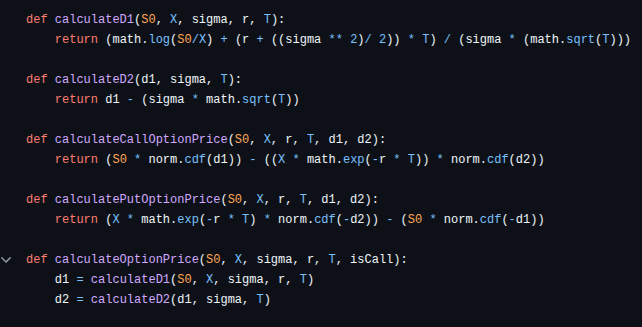 def calculateD1(S0, X, sigma, r, T):
    return (math.log(S0/X) + (r + ((sigma ** 2)/ 2)) * T) / (sigma * (math.sqrt(T)))
def calculateD2(d1, sigma, T):
    return d1 - (sigma * math.sqrt(T))
def calculateCallOptionPrice(S0, X, r, T, d1, d2):
    return (S0 * norm.cdf(d1)) - ((X * math.exp(-r * T)) * norm.cdf(d2))
def calculatePutOptionPrice(S0, X, r, T, d1, d2):
    return (X * math.exp(-r * T) * norm.cdf(-d2)) - (S0 * norm.cdf(-d1))
def calculateOptionPrice(S0, X, sigma, r, T, isCall):
    d1 = calculateD1(S0, X, sigma, r, T)
    d2 = calculateD2(d1, sigma, T)